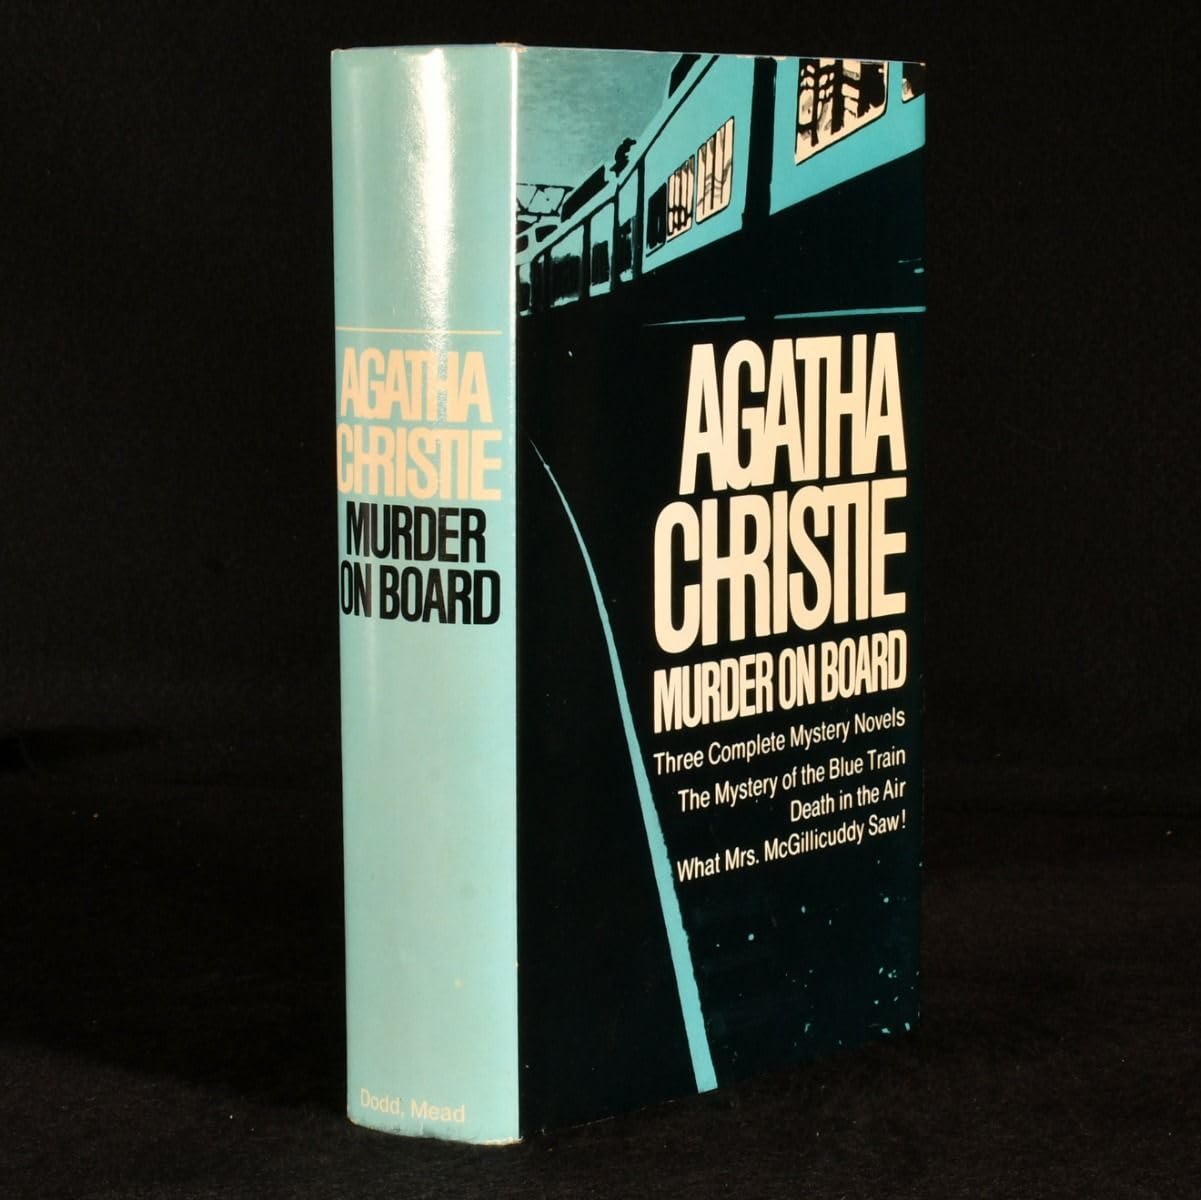 AGATHA
CHRISTIE
MURDER
ON BOARD
Dodd, Mead
AGATHA
CHRISTIE
MURDER ON BOARD
Three Complete Mystery Novels
The Mystery of the Blue Train
Death in the Air
What Mrs. McGillicuddy Saw!